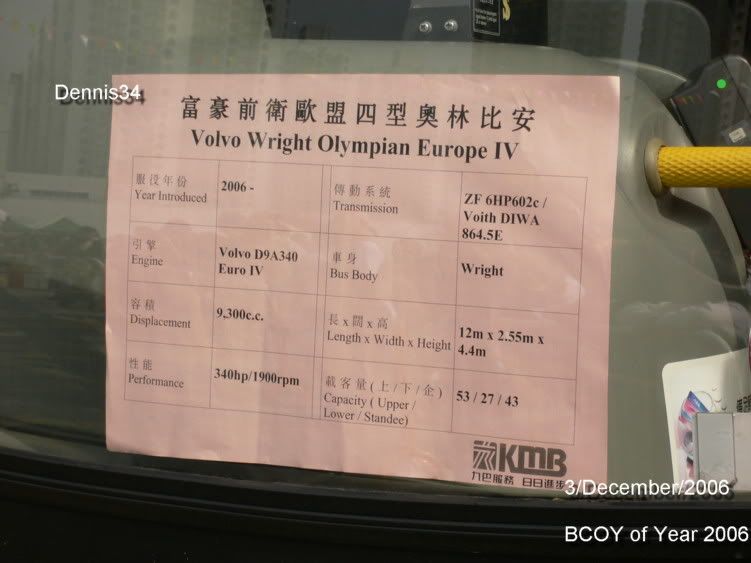 Dennis34
富豪前衛歐盟四型奧林比安
Volvo Wright Olympian Europe IV
服役年份
Year Introduced
2006 -
傳動系統
Transmission
ZF 6HP602c /
Voith DIWA
864.5E
引擎
Engine
Volvo D9A340
Euro IV
車身
Bus Body
Wright
容積
Displacement
9,300c.c.
長 x 闊 x 高
Length x Width x Height
12m x 2.55m x
4.4m
性能
Performance
340hp/1900rpm
載客量 ( 上 / 下 / 企 )
Capacity ( Upper /
Lower / Standee)
53 / 27 / 43
KMB
九巴服務 日日進步
3/December/2006
BCOY of Year 2006